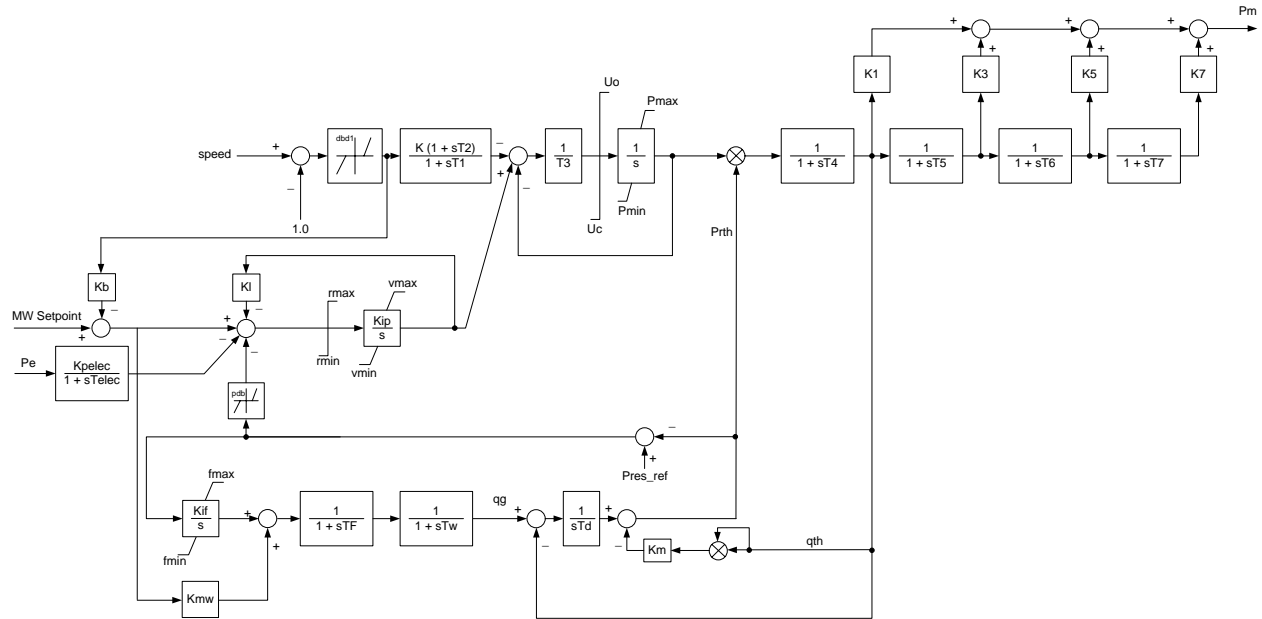 Pm
+ + +
+ + +
K1 K3 K5 K7
Uo
Pmax
speed + dbd1 K (1 + sT2) / 1 + sT1 − 1 / T3 1 / s 1 / 1 + sT4 1 / 1 + sT5 1 / 1 + sT6 1 / 1 + sT7
+ −
−
Pmin
Uc
1.0
Prth
Kb Kl
vmax
rmax
− −
MW Setpoint + + Kip / s
−
rmin
−
vmin
Pe Kpelec / 1 + sTelec
pdb
−
+
Pres_ref
fmax
Kif / s + 1 / 1 + sTF 1 / 1 + sTw qg + 1 / sTd +
+ − −
fmin
Km qth
Kmw